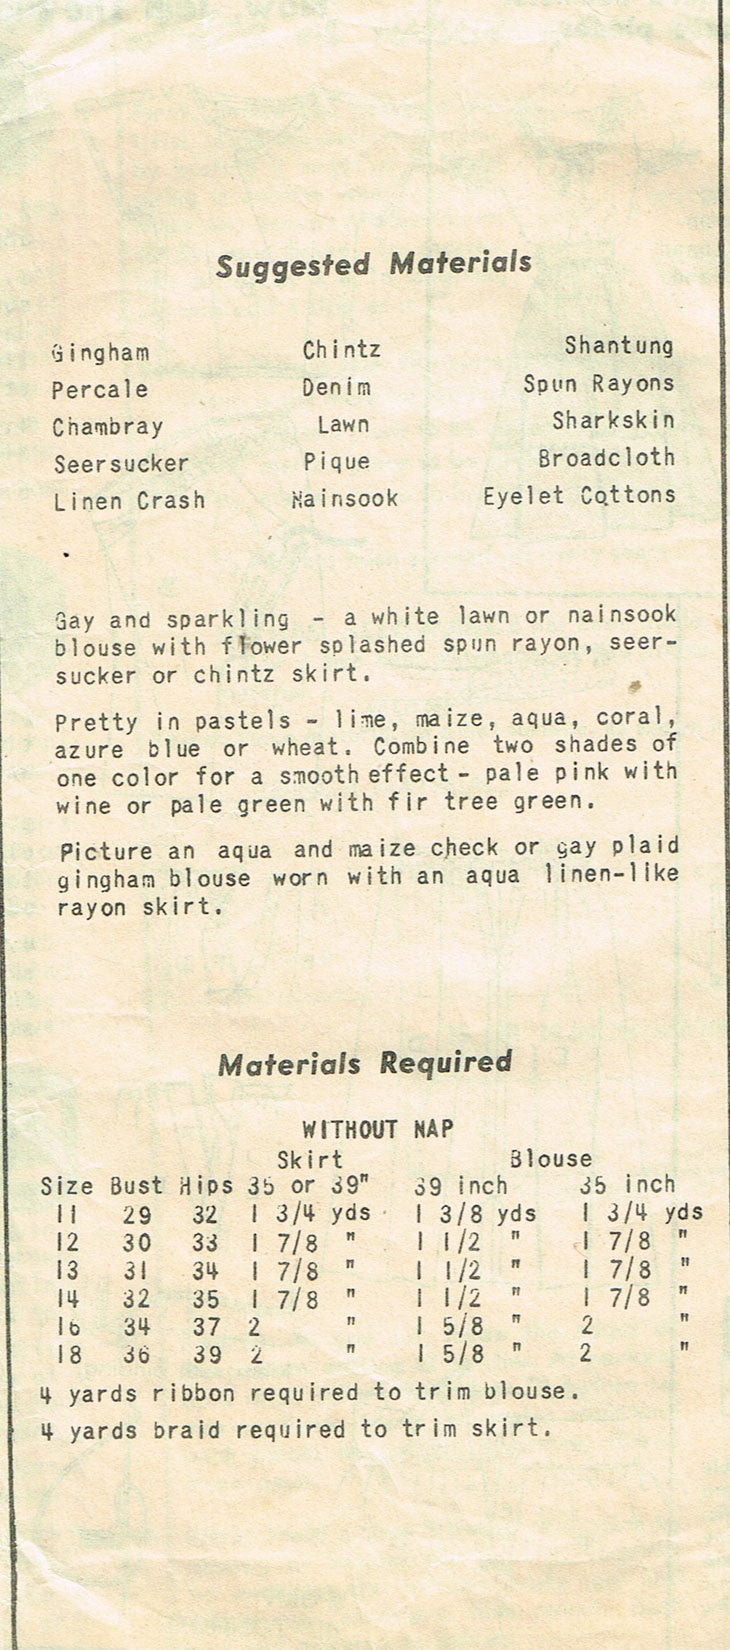 Suggested Materials
Gingham Chintz Shantung
Percale Denim Spun Rayons
Chambray Lawn Sharkskin
Seersucker Pique Broadcloth
Linen Crash Nainsook Eyelet Cottons
Gay and sparkling - a white lawn or nainsook
blouse with flower splashed spun rayon, seer-
sucker or chintz skirt.
Pretty in pastels - lime, maize, aqua, coral,
azure blue or wheat. Combine two shades of
one color for a smooth effect - pale pink with
wine or pale green with fir tree green.
Picture an aqua and maize check or gay plaid
gingham blouse worn with an aqua linen-like
rayon skirt.
Materials Required
WITHOUT NAP
Skirt Blouse
Size Bust Hips 35 or 39" 39 inch 35 inch
11 29 32 1 3/4 yds 1 3/8 yds 1 3/4 yds
12 30 33 1 7/8 " 1 1/2 " 1 7/8 "
13 31 34 1 7/8 " 1 1/2 " 1 7/8 "
14 32 35 1 7/8 " 1 1/2 " 1 7/8 "
16 34 37 2 " 1 5/8 " 2 "
18 36 39 2 " 1 5/8 " 2 "
4 yards ribbon required to trim blouse.
4 yards braid required to trim skirt.